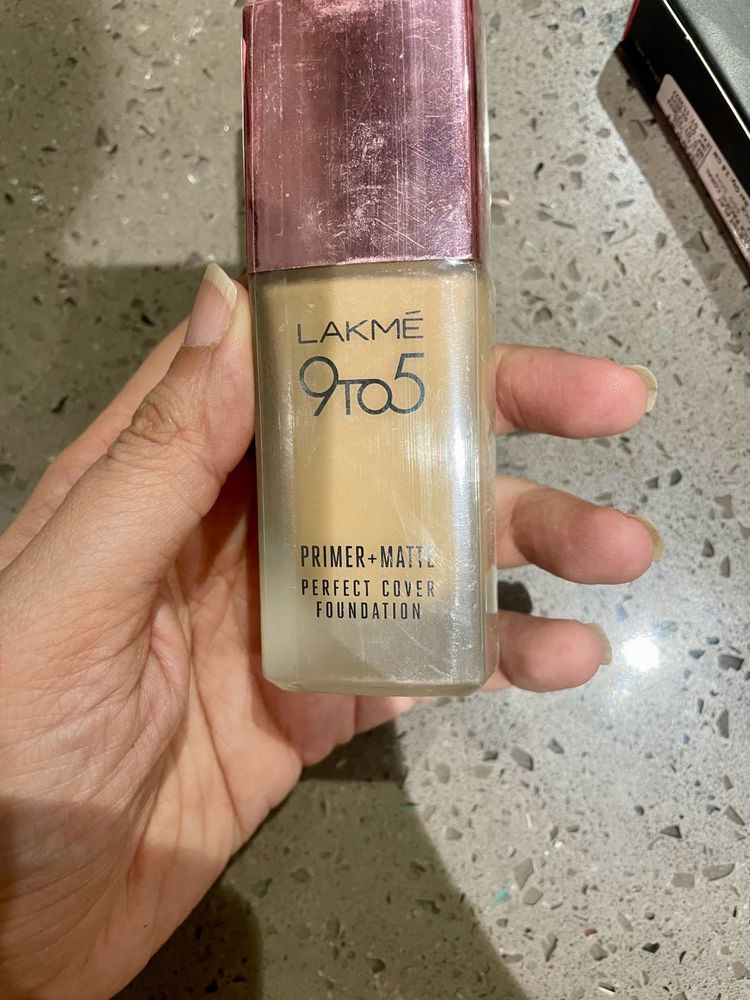 LAKMÉ
9TO5
PRIMER+MATTE
PERFECT COVER
FOUNDATION